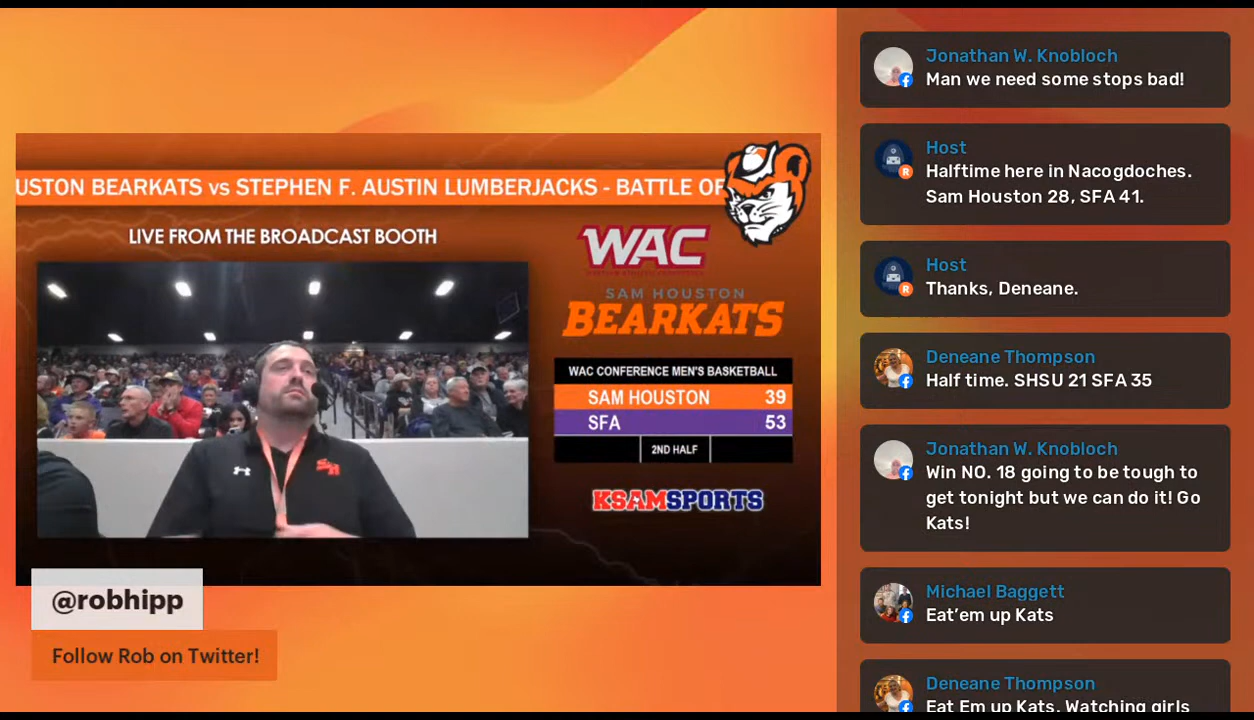 USTON BEARKATS vs STEPHEN F. AUSTIN LUMBERJACKS - BATTLE OF
LIVE FROM THE BROADCAST BOOTH
WAC
SAM HOUSTON
BEARKATS
WAC CONFERENCE MEN'S BASKETBALL
SAM HOUSTON 39
SFA 53
2ND HALF
KSAMSPORTS
@robhipp
Follow Rob on Twitter!
Jonathan W. Knobloch
Man we need some stops bad!
Host
Halftime here in Nacogdoches.
Sam Houston 28, SFA 41.
Host
Thanks, Deneane.
Deneane Thompson
Half time. SHSU 21 SFA 35
Jonathan W. Knobloch
Win NO. 18 going to be tough to
get tonight but we can do it! Go
Kats!
Michael Baggett
Eat'em up Kats
Deneane Thompson
Eat Em up Kats. Watching girls